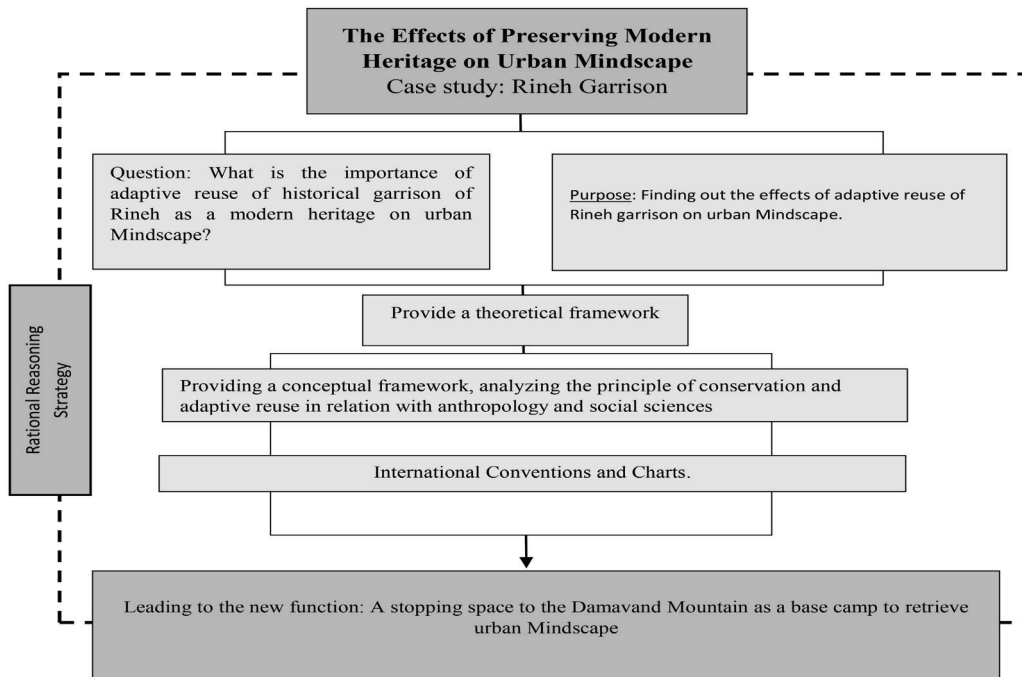 The Effects of Preserving Modern
Heritage on Urban Mindscape
Case study: Rineh Garrison
Question: What is the importance of
adaptive reuse of historical garrison of
Rineh as a modern heritage on urban
Mindscape?
Purpose: Finding out the effects of adaptive reuse of
Rineh garrison on urban Mindscape.
Rational Reasoning
Strategy
Provide a theoretical framework
Providing a conceptual framework, analyzing the principle of conservation and
adaptive reuse in relation with anthropology and social sciences
International Conventions and Charts.
Leading to the new function: A stopping space to the Damavand Mountain as a base camp to retrieve
urban Mindscape